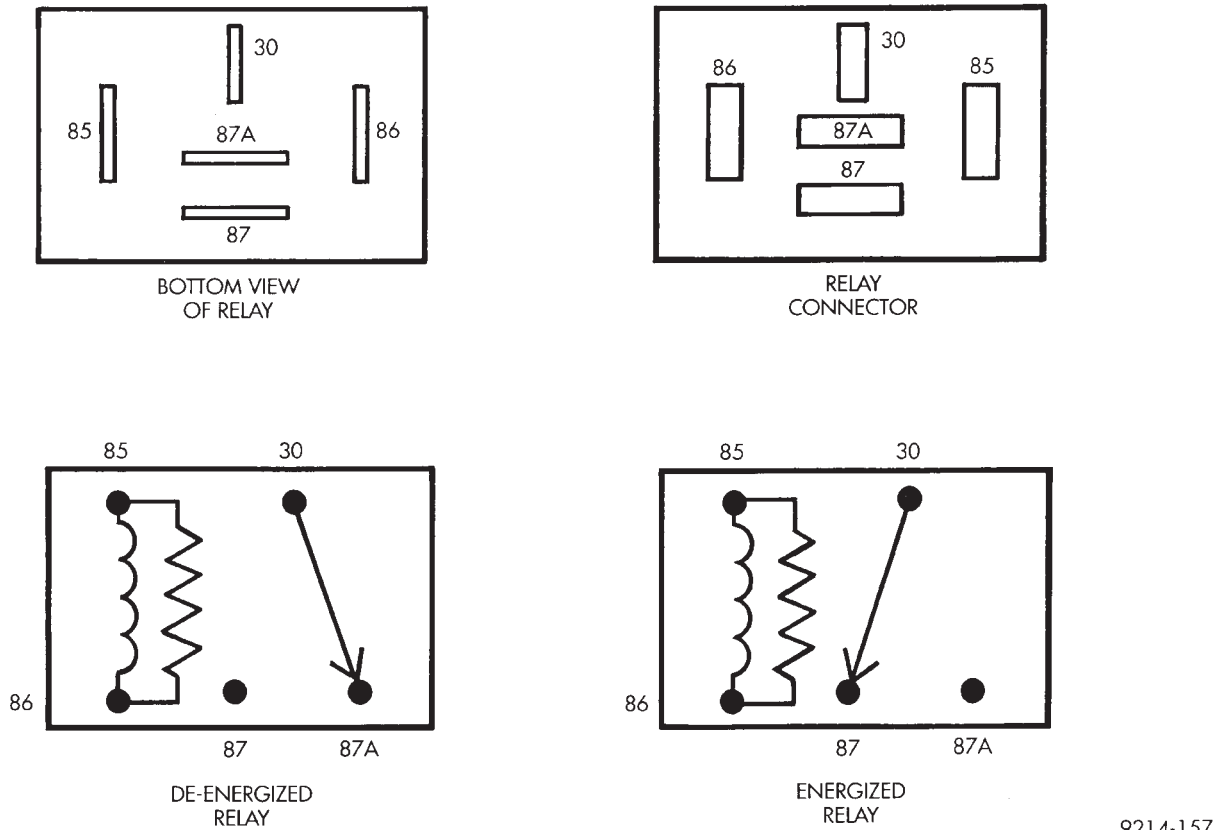 30
85
87A
86
87
BOTTOM VIEW
OF RELAY
30
86
85
87A
87
RELAY
CONNECTOR
85
30
86
87
87A
DE-ENERGIZED
RELAY
85
30
86
87
87A
ENERGIZED
RELAY
9214-157